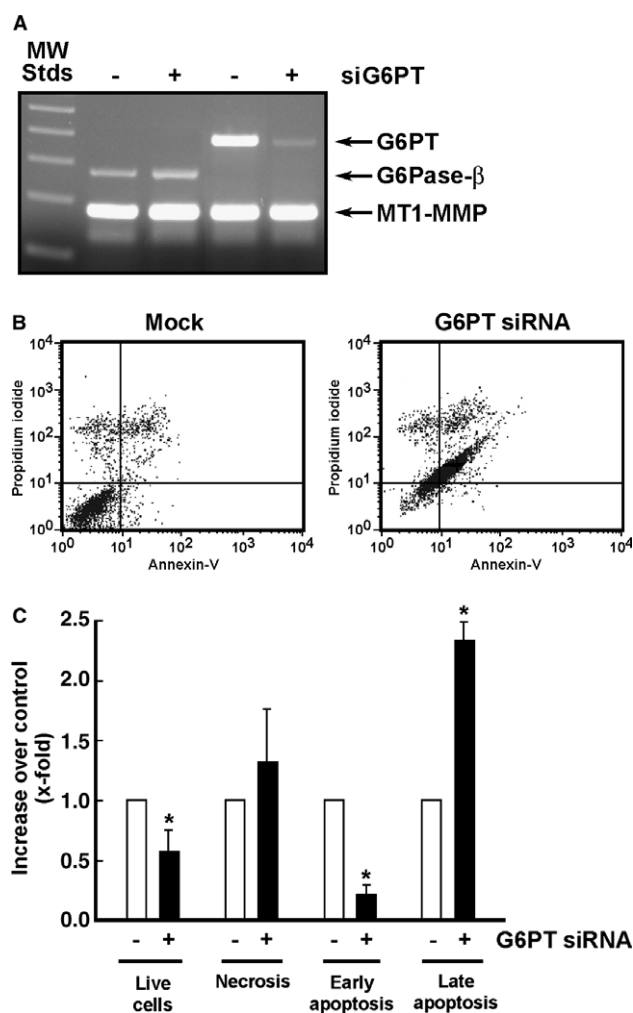 A
MW
Stds
- + - + siG6PT
G6PT
G6Pase-β
MT1-MMP
B
Mock
G6PT siRNA
Propidium iodide
10⁴
10³
10²
10¹
10⁰
10⁰ 10¹ 10² 10³ 10⁴
Annexin-V
Propidium iodide
10⁴
10³
10²
10¹
10⁰
10⁰ 10¹ 10² 10³ 10⁴
Annexin-V
C
Increase over control
(x-fold)
2.5
2.0
1.5
1.0
0.5
0.0
* * *
- + - + - + - + G6PT siRNA
Live
cells
Necrosis
Early
apoptosis
Late
apoptosis